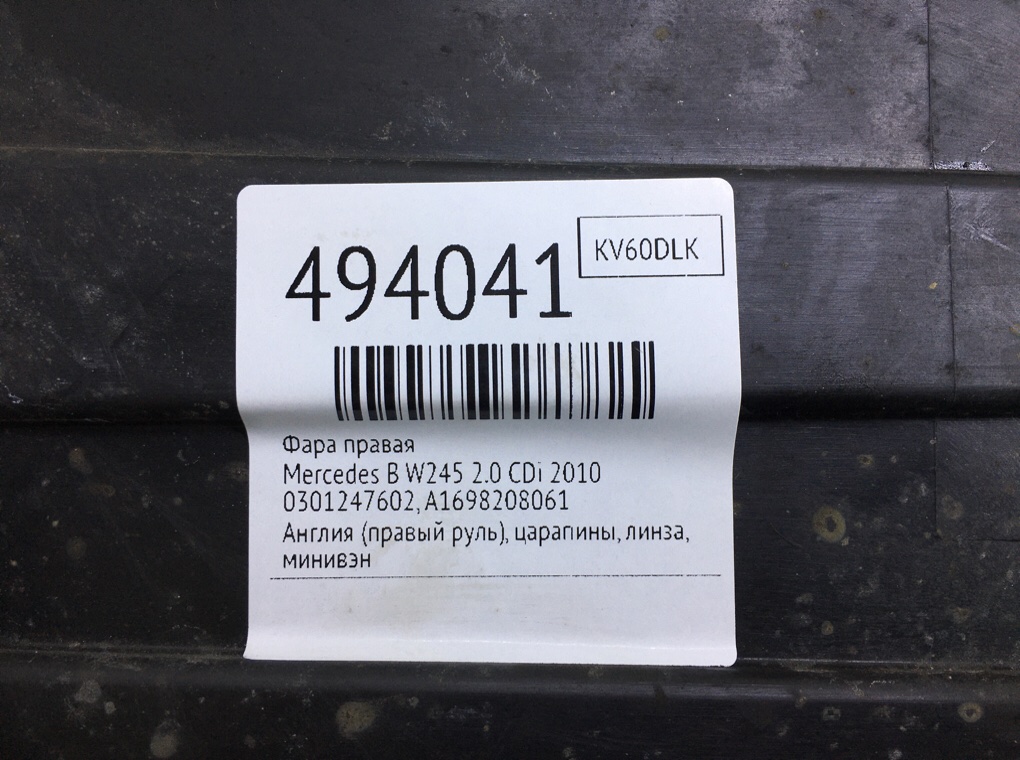 494041
KV60DLK
Фара правая
Mercedes B W245 2.0 CDi 2010
0301247602, A1698208061
Англия (правый руль), царапины, линза,
минивэн